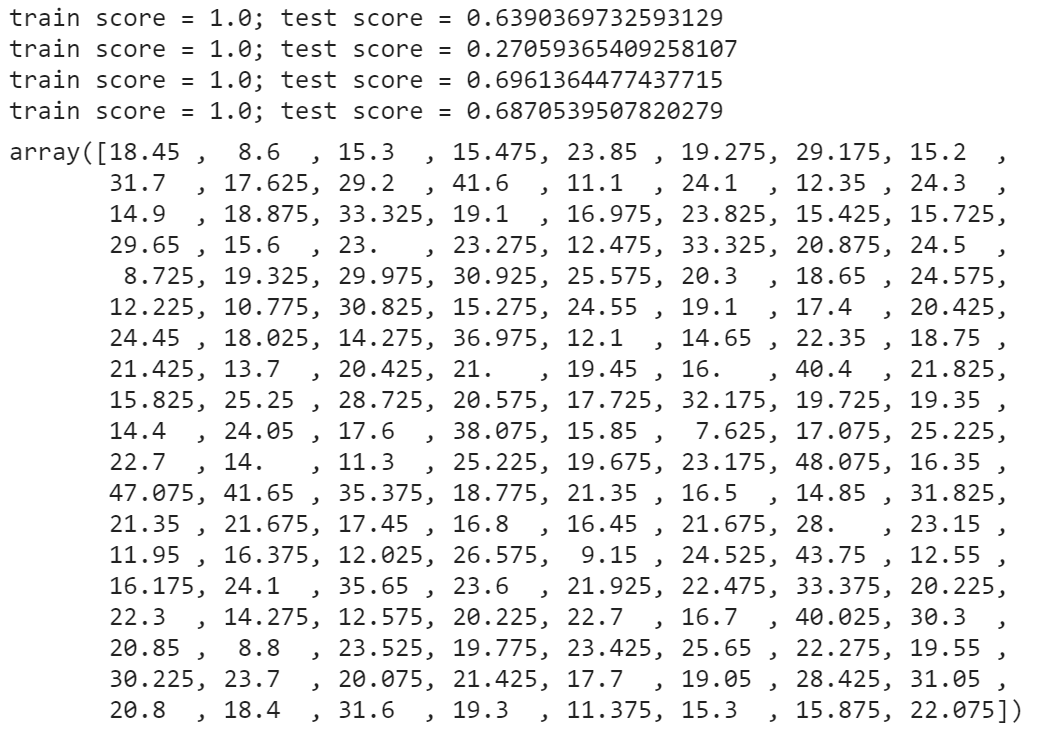 train score = 1.0; test score = 0.6390369732593129
train score = 1.0; test score = 0.27059365409258107
train score = 1.0; test score = 0.6961364477437715
train score = 1.0; test score = 0.6870539507820279
array([18.45 ,  8.6  , 15.3  , 15.475, 23.85 , 19.275, 29.175, 15.2  ,
       31.7  , 17.625, 29.2  , 41.6  , 11.1  , 24.1  , 12.35 , 24.3  ,
       14.9  , 18.875, 33.325, 19.1  , 16.975, 23.825, 15.425, 15.725,
       29.65 , 15.6  , 23.   , 23.275, 12.475, 33.325, 20.875, 24.5  ,
        8.725, 19.325, 29.975, 30.925, 25.575, 20.3  , 18.65 , 24.575,
       12.225, 10.775, 30.825, 15.275, 24.55 , 19.1  , 17.4  , 20.425,
       24.45 , 18.025, 14.275, 36.975, 12.1  , 14.65 , 22.35 , 18.75 ,
       21.425, 13.7  , 20.425, 21.   , 19.45 , 16.   , 40.4  , 21.825,
       15.825, 25.25 , 28.725, 20.575, 17.725, 32.175, 19.725, 19.35 ,
       14.4  , 24.05 , 17.6  , 38.075, 15.85 ,  7.625, 17.075, 25.225,
       22.7  , 14.   , 11.3  , 25.225, 19.675, 23.175, 48.075, 16.35 ,
       47.075, 41.65 , 35.375, 18.775, 21.35 , 16.5  , 14.85 , 31.825,
       21.35 , 21.675, 17.45 , 16.8  , 16.45 , 21.675, 28.   , 23.15 ,
       11.95 , 16.375, 12.025, 26.575,  9.15 , 24.525, 43.75 , 12.55 ,
       16.175, 24.1  , 35.65 , 23.6  , 21.925, 22.475, 33.375, 20.225,
       22.3  , 14.275, 12.575, 20.225, 22.7  , 16.7  , 40.025, 30.3  ,
       20.85 ,  8.8  , 23.525, 19.775, 23.425, 25.65 , 22.275, 19.55 ,
       30.225, 23.7  , 20.075, 21.425, 17.7  , 19.05 , 28.425, 31.05 ,
       20.8  , 18.4  , 31.6  , 19.3  , 11.375, 15.3  , 15.875, 22.075])